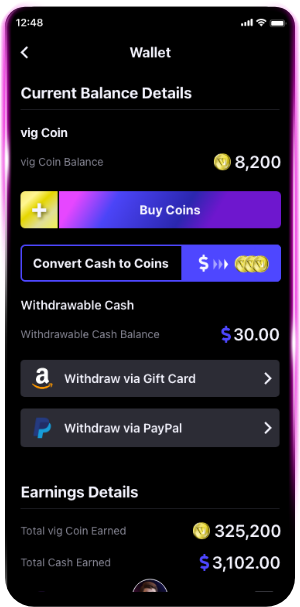 12:48
Wallet
Current Balance Details
vig Coin
vig Coin Balance 8,200
+ Buy Coins
Convert Cash to Coins $
Withdrawable Cash
Withdrawable Cash Balance $30.00
a Withdraw via Gift Card
Withdraw via PayPal
Earnings Details
Total vig Coin Earned 325,200
Total Cash Earned $3,102.00